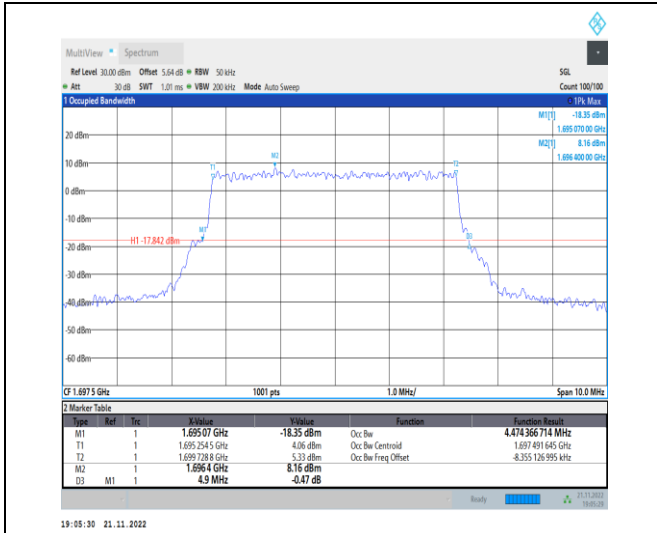 MultiView Spectrum
Ref Level 30.00 dBm Offset 5.64 dB RBW 50 kHz SGL
Att 30 dB SWT 1.01 ms VBW 200 kHz Mode Auto Sweep Count 100/100
1 Occupied Bandwidth 1Pk Max
M1[1] -18.35 dBm
1.695 070 00 GHz
M2[1] 8.16 dBm
1.696 400 00 GHz
20 dBm
10 dBm
M2
T1
T2
0 dBm
-10 dBm
M1
D3
H1 -17.842 dBm
-20 dBm
-30 dBm
-40 dBm
-50 dBm
-60 dBm
CF 1.697 5 GHz 1001 pts 1.0 MHz/ Span 10.0 MHz
2 Marker Table
Type Ref Trc X-Value Y-Value Function Function Result
M1 1 1.695 07 GHz -18.35 dBm Occ Bw 4.474 366 714 MHz
T1 1 1.695 254 5 GHz 4.06 dBm Occ Bw Centroid 1.697 491 645 GHz
T2 1 1.699 728 8 GHz 5.33 dBm Occ Bw Freq Offset -8.355 126 995 kHz
M2 1 1.696 4 GHz 8.16 dBm
D3 M1 1 4.9 MHz -0.47 dB
Ready 21.11.2022
19:05:29
19:05:30 21.11.2022